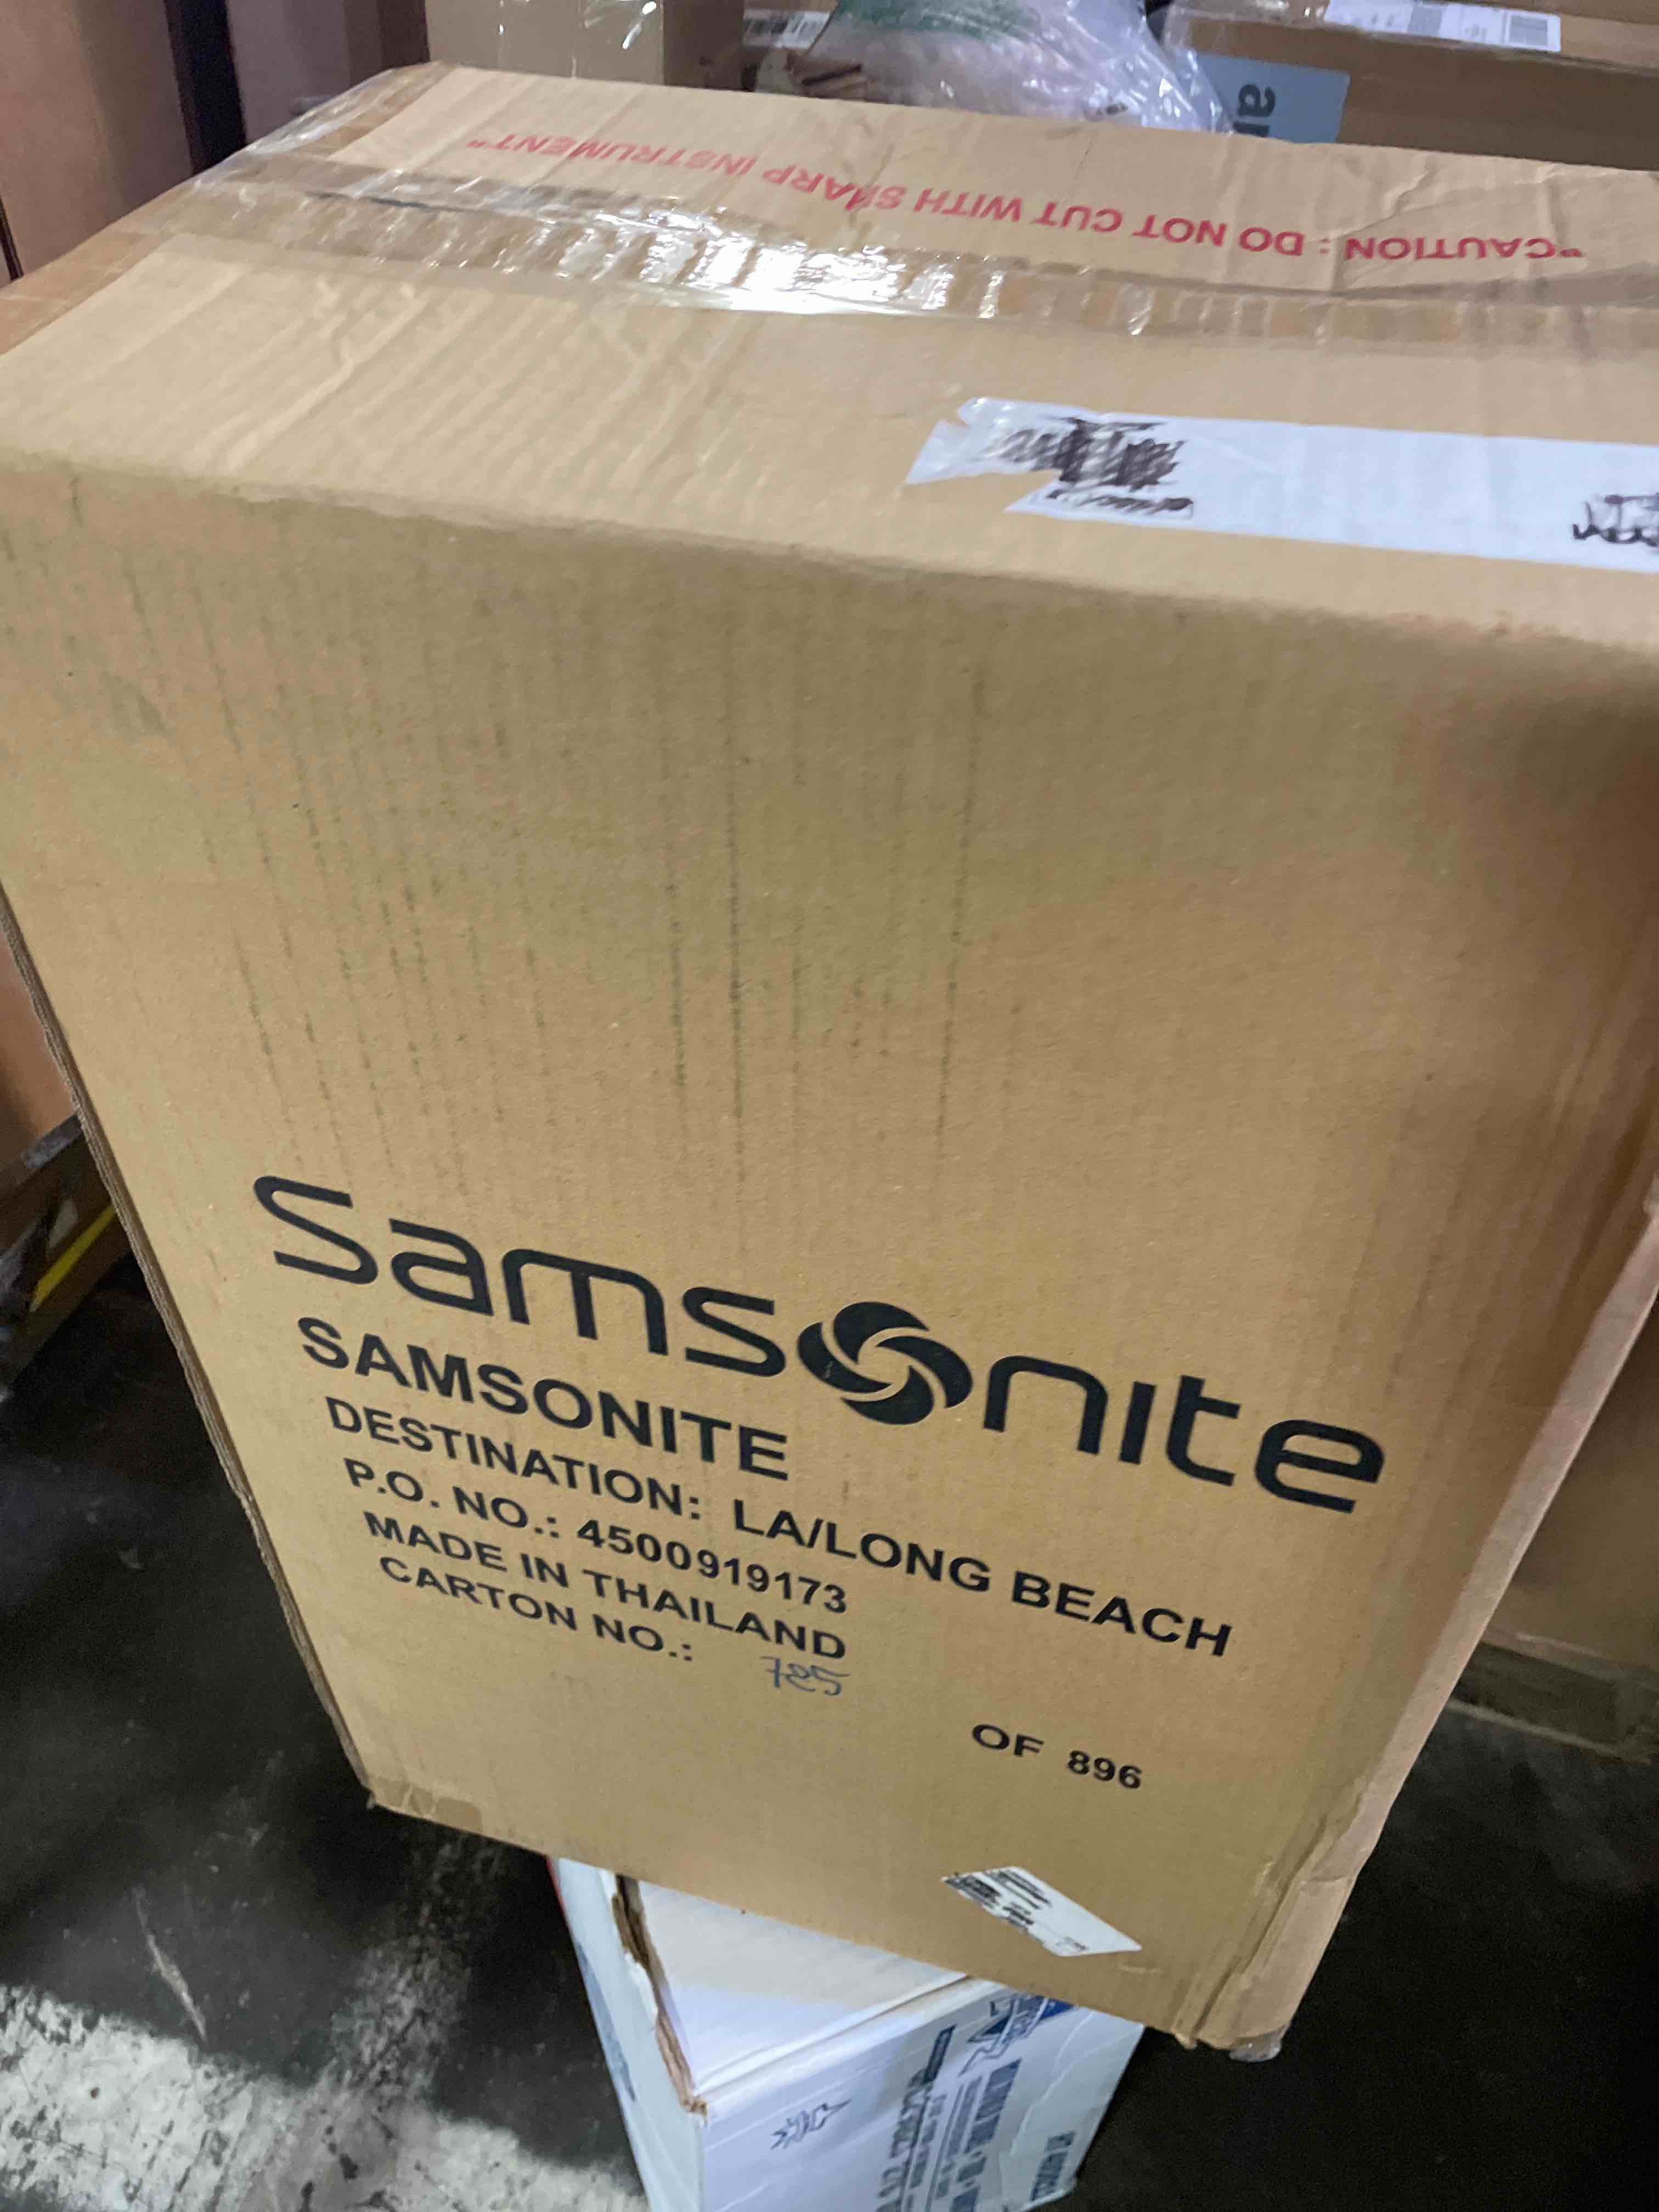 "CAUTION : DO NOT CUT WITH SHARP INSTRUMENT"
samsonite
SAMSONITE
DESTINATION: LA/LONG BEACH
P.O. NO.: 4500919173
MADE IN THAILAND
CARTON NO.: 785
OF 896